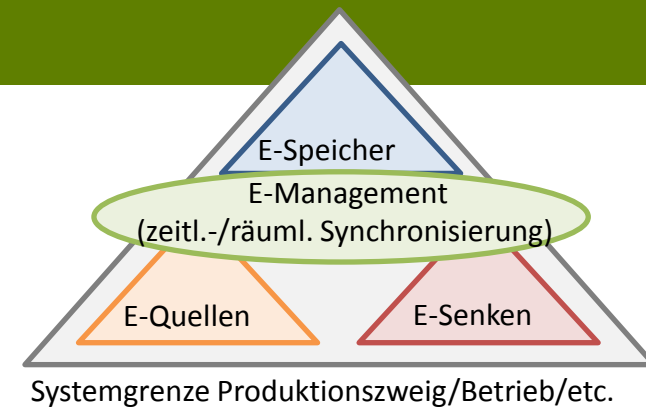 E-Speicher
E-Management
(zeitl.-/räuml. Synchronisierung)
E-Quellen
E-Senken
Systemgrenze Produktionszweig/Betrieb/etc.